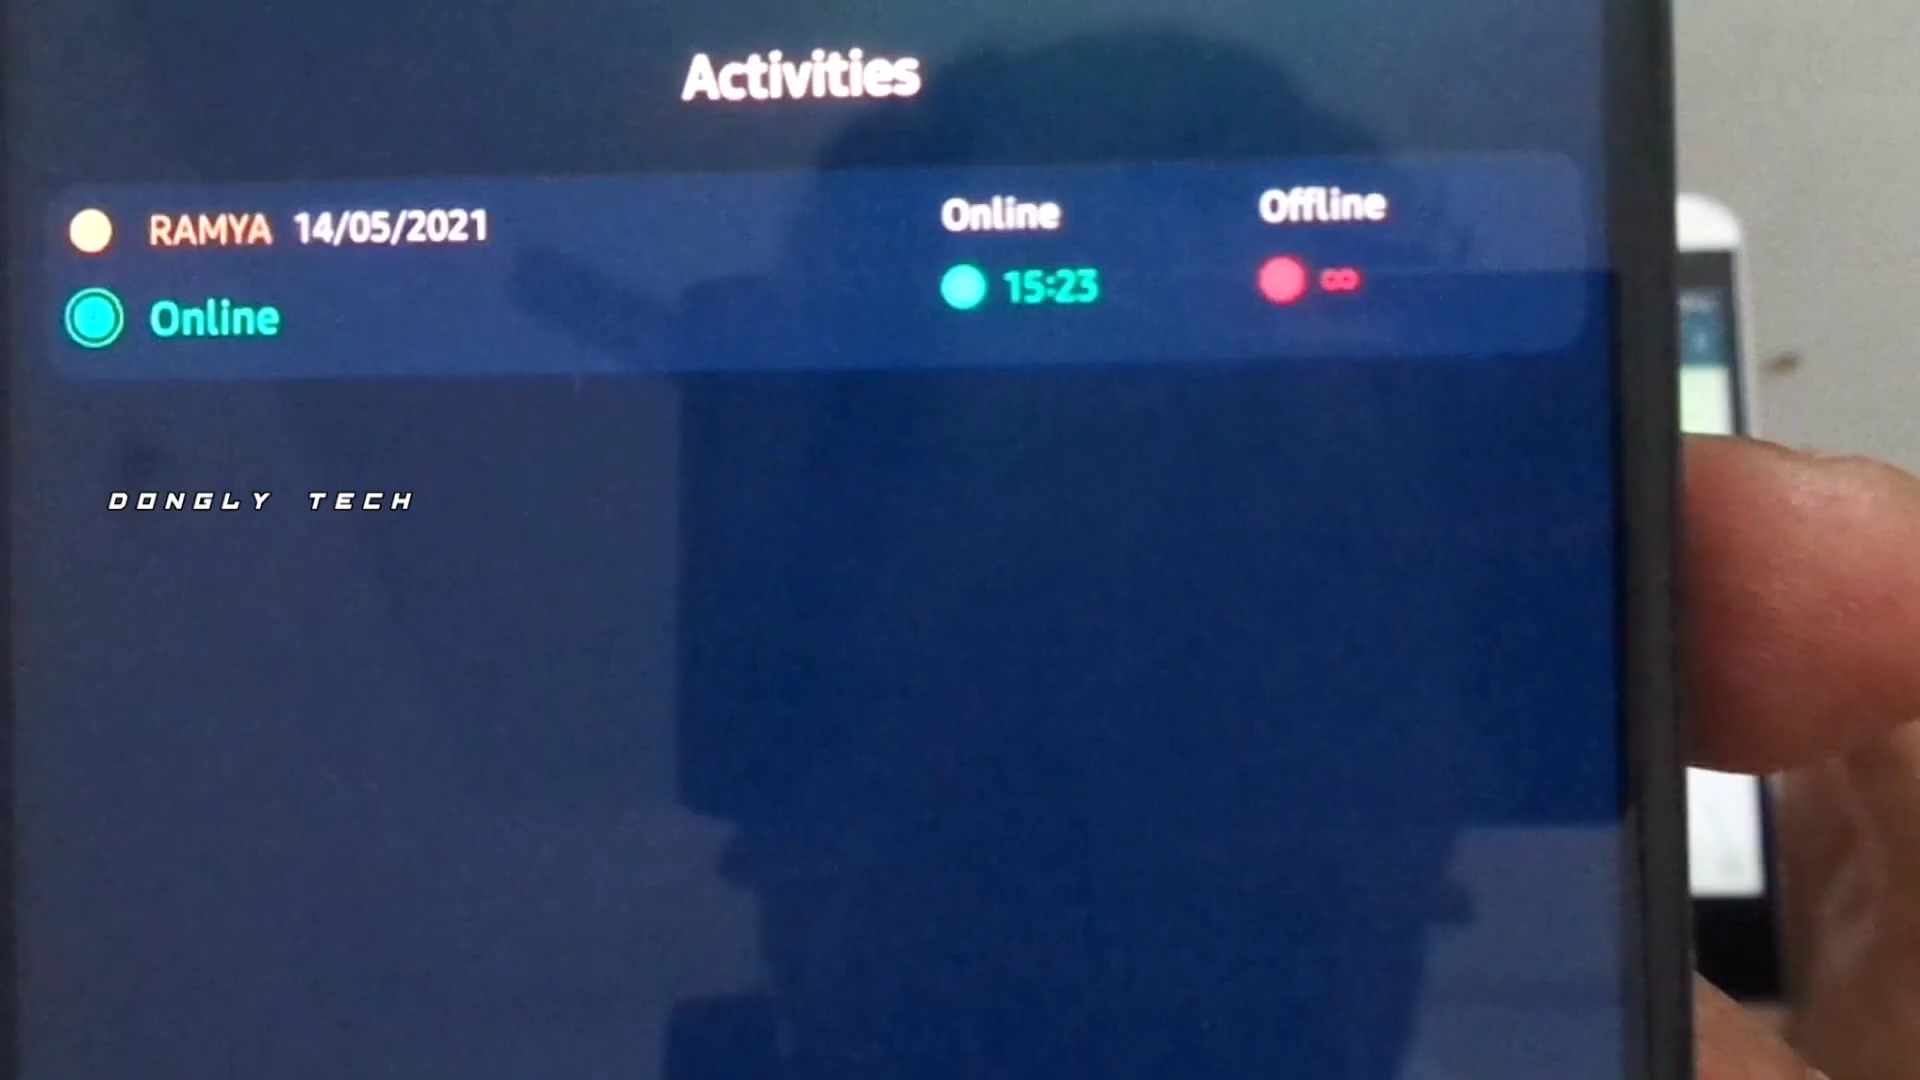 Activities
RAMYA 14/05/2021
Online
Online
15:23
Offline
∞
DONGLY TECH